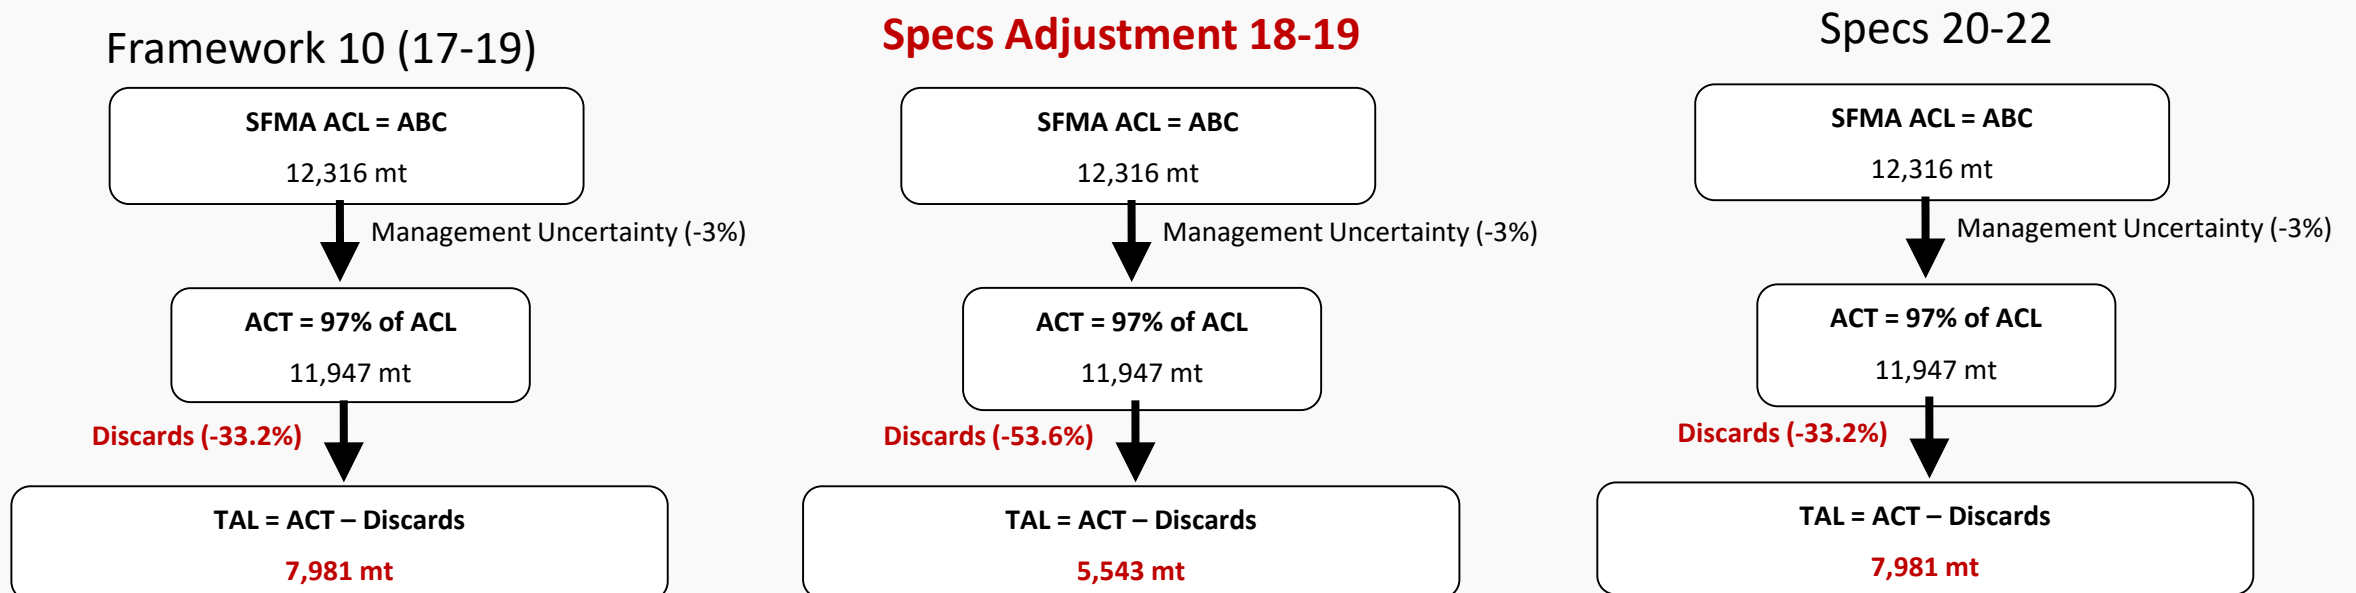 Framework 10 (17-19)
SFMA ACL = ABC
12,316 mt
Management Uncertainty (-3%)
ACT = 97% of ACL
11,947 mt
Discards (-33.2%)
TAL = ACT – Discards
7,981 mt
Specs Adjustment 18-19
SFMA ACL = ABC
12,316 mt
Management Uncertainty (-3%)
ACT = 97% of ACL
11,947 mt
Discards (-53.6%)
TAL = ACT – Discards
5,543 mt
Specs 20-22
SFMA ACL = ABC
12,316 mt
Management Uncertainty (-3%)
ACT = 97% of ACL
11,947 mt
Discards (-33.2%)
TAL = ACT – Discards
7,981 mt